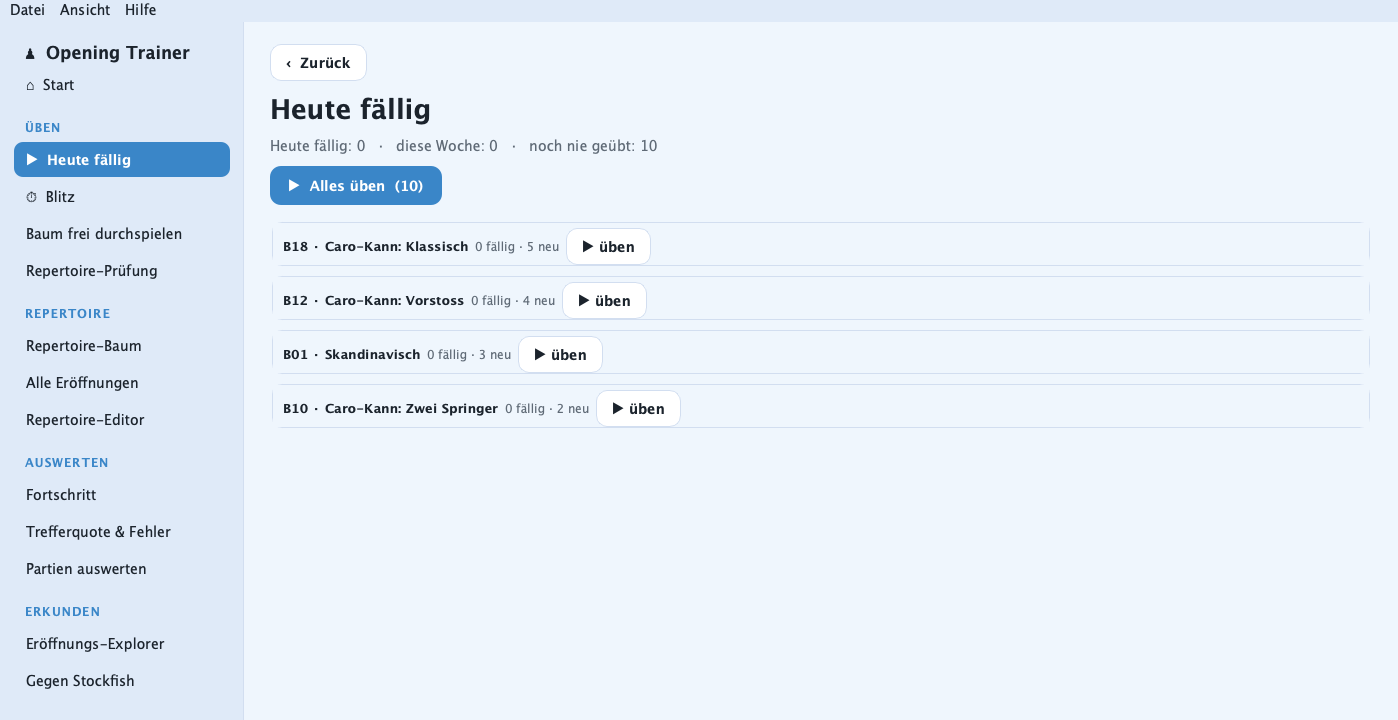 Datei Ansicht Hilfe
♟ Opening Trainer
⌂ Start
ÜBEN
▶ Heute fällig
⏱ Blitz
Baum frei durchspielen
Repertoire-Prüfung
REPERTOIRE
Repertoire-Baum
Alle Eröffnungen
Repertoire-Editor
AUSWERTEN
Fortschritt
Trefferquote & Fehler
Partien auswerten
ERKUNDEN
Eröffnungs-Explorer
Gegen Stockfish
‹ Zurück
Heute fällig
Heute fällig: 0 · diese Woche: 0 · noch nie geübt: 10
▶ Alles üben (10)
B18 · Caro-Kann: Klassisch 0 fällig · 5 neu ▶ üben
B12 · Caro-Kann: Vorstoss 0 fällig · 4 neu ▶ üben
B01 · Skandinavisch 0 fällig · 3 neu ▶ üben
B10 · Caro-Kann: Zwei Springer 0 fällig · 2 neu ▶ üben